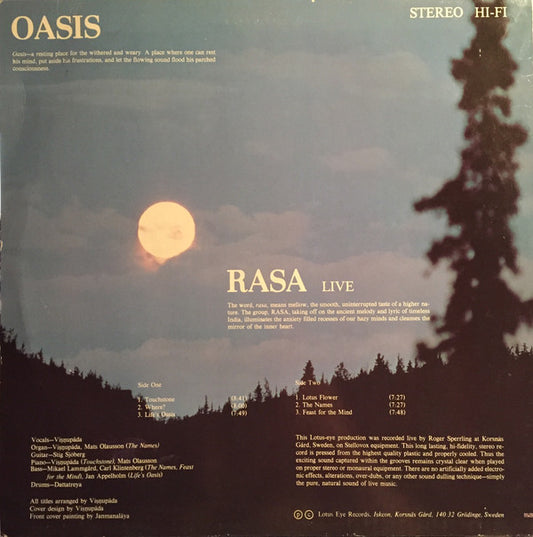 OASIS
STEREO HI-FI
Oasis—a resting place for the withered and weary. A place where one can rest
his mind, put aside his frustrations, and let the flowing sound flood his parched
consciousness.
RASA LIVE
The word, rasa, means mellow, the smooth, uninterrupted taste of a higher na-
ture. The group, RASA, taking off on the ancient melody and lyric of timeless
India, illuminates the anxiety filled recesses of our hazy minds and cleanses the
mirror of the inner heart.
Side One
1. Touchstone (8:41)
2. Where? (8:00)
3. Life's Oasis (7:49)
Side Two
1. Lotus Flower (7:27)
2. The Names (7:27)
3. Feast for the Mind (7:48)
Vocals—Viṣṇupāda
Organ—Viṣṇupāda, Mats Olausson (The Names)
Guitar—Stig Sjöberg
Piano—Viṣṇupāda (Touchstone), Mats Olausson
Bass—Mikael Lammgård, Carl Klintenberg (The Names, Feast
for the Mind), Jan Appelholm (Life's Oasis)
Drums—Dattatreya
All titles arranged by Viṣṇupāda
Cover design by Viṣṇupāda
Front cover painting by Janmanalāya
This Lotus-eye production was recorded live by Roger Sperrling at Korsnäs
Gård, Sweden, on Stellovox equipment. This long lasting, hi-fidelity, stereo
record is pressed from the highest quality plastic and properly cooled. Thus the
exciting sound captured within the grooves remains crystal clear when played
on proper stereo or monaural equipment. There are no artificially added electro-
nic effects, alterations, over-dubs, or any other sound dulling technique—simply
the pure, natural sound of live music.
Ⓟ Ⓒ Lotus Eye Records, Iskcon, Korsnäs Gård, 140 32 Grödinge, Sweden